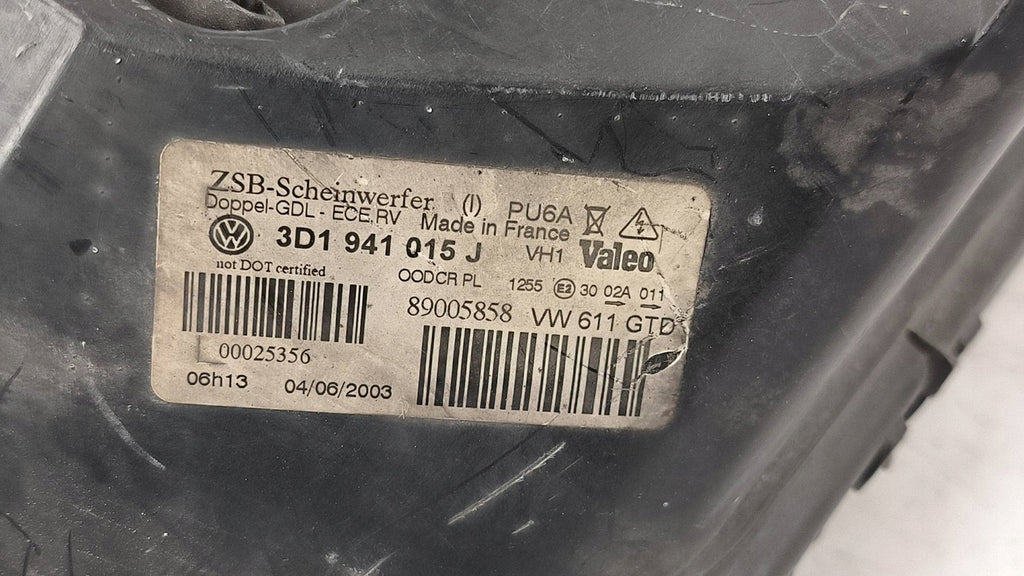 ZSB-Scheinwerfer (l) PU6A
Doppel-GDL - ECE.RV Made in France
VW 3D1 941 015 J VH1 Valeo
not DOT certified OODCR PL 1255 E2 30 02A 011
89005858 VW 611 GTD
L 00025356
06h13 04/06/2003